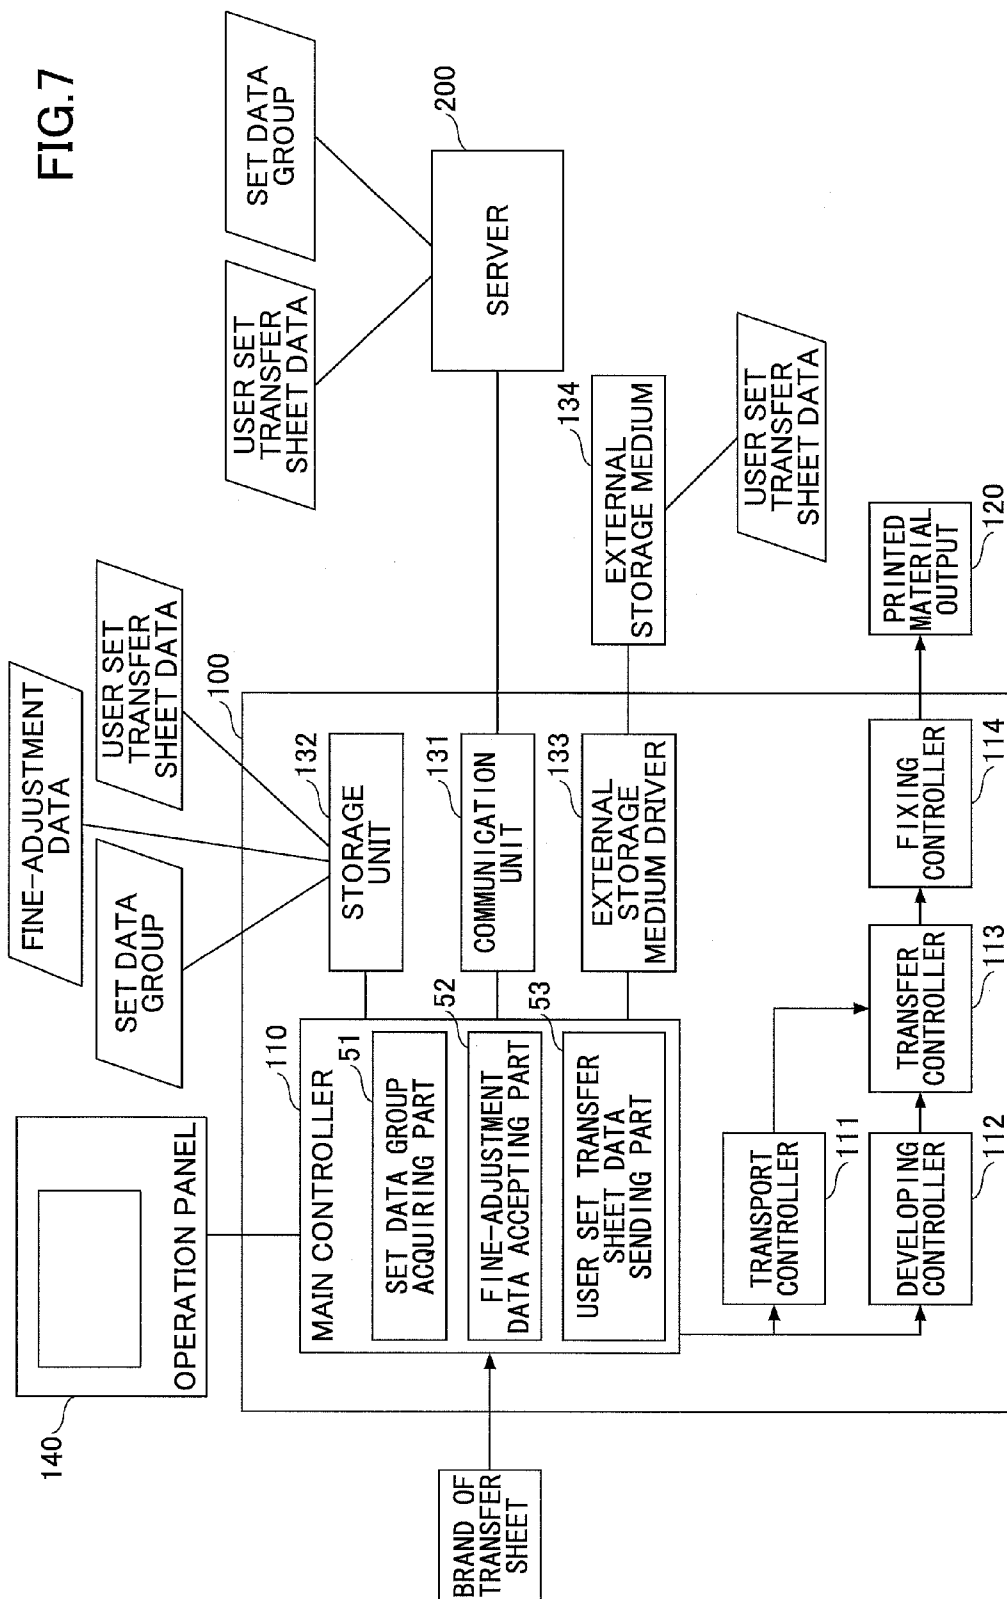 FIG.7
140
OPERATION PANEL
SET DATA
GROUP
FINE-ADJUSTMENT
DATA
USER SET
TRANSFER
SHEET DATA
100
USER SET
TRANSFER
SHEET DATA
SET DATA
GROUP
BRAND OF
TRANSFER
SHEET
MAIN CONTROLLER
110
SET DATA GROUP
ACQUIRING PART
51
FINE-ADJUSTMENT
DATA ACCEPTING PART
52
USER SET TRANSFER
SHEET DATA
SENDING PART
53
STORAGE
UNIT
132
COMMUNICATION
UNIT
131
EXTERNAL
STORAGE
MEDIUM DRIVER
133
SERVER
200
EXTERNAL
STORAGE MEDIUM
134
USER SET
TRANSFER
SHEET DATA
TRANSPORT
CONTROLLER
111
DEVELOPING
CONTROLLER
112
TRANSFER
CONTROLLER
113
FIXING
CONTROLLER
114
PRINTED
MATERIAL
OUTPUT
120